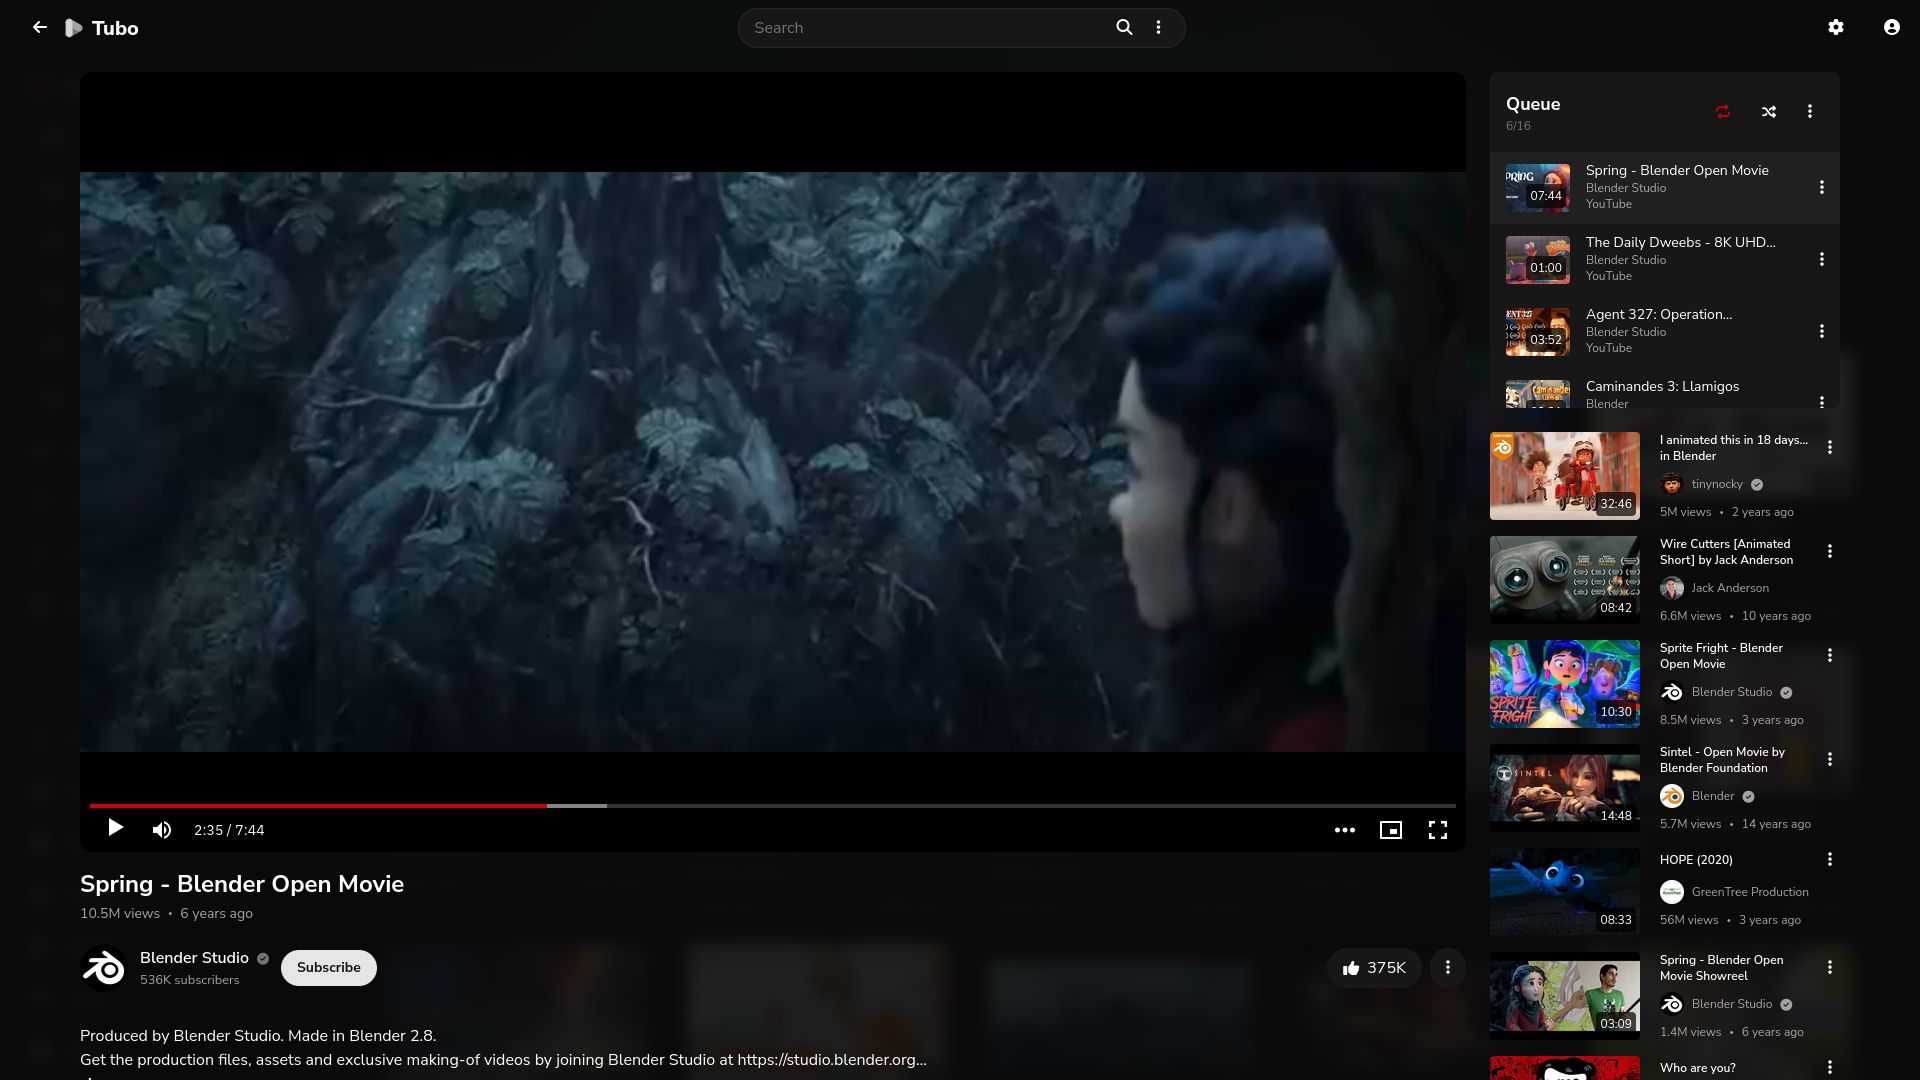 Tubo
Search
2:35 / 7:44
Spring - Blender Open Movie
10.5M views • 6 years ago
Blender Studio
536K subscribers
Subscribe
375K
Produced by Blender Studio. Made in Blender 2.8.
Get the production files, assets and exclusive making-of videos by joining Blender Studio at https://studio.blender.org...
Queue
6/16
PRING
07:44
Spring - Blender Open Movie
Blender Studio
YouTube
01:00
The Daily Dweebs - 8K UHD...
Blender Studio
YouTube
ENT 327
03:52
Agent 327: Operation...
Blender Studio
YouTube
Caminandes
Caminandes 3: Llamigos
Blender
blender
32:46
I animated this in 18 days...
in Blender
tinynocky
5M views • 2 years ago
08:42
Wire Cutters [Animated
Short] by Jack Anderson
Jack Anderson
6.6M views • 10 years ago
SPRITE
FRIGHT
10:30
Sprite Fright - Blender
Open Movie
Blender Studio
8.5M views • 3 years ago
SINTEL
14:48
Sintel - Open Movie by
Blender Foundation
Blender
5.7M views • 14 years ago
08:33
HOPE (2020)
GreenTree Production
56M views • 3 years ago
03:09
Spring - Blender Open
Movie Showreel
Blender Studio
1.4M views • 6 years ago
Who are you?